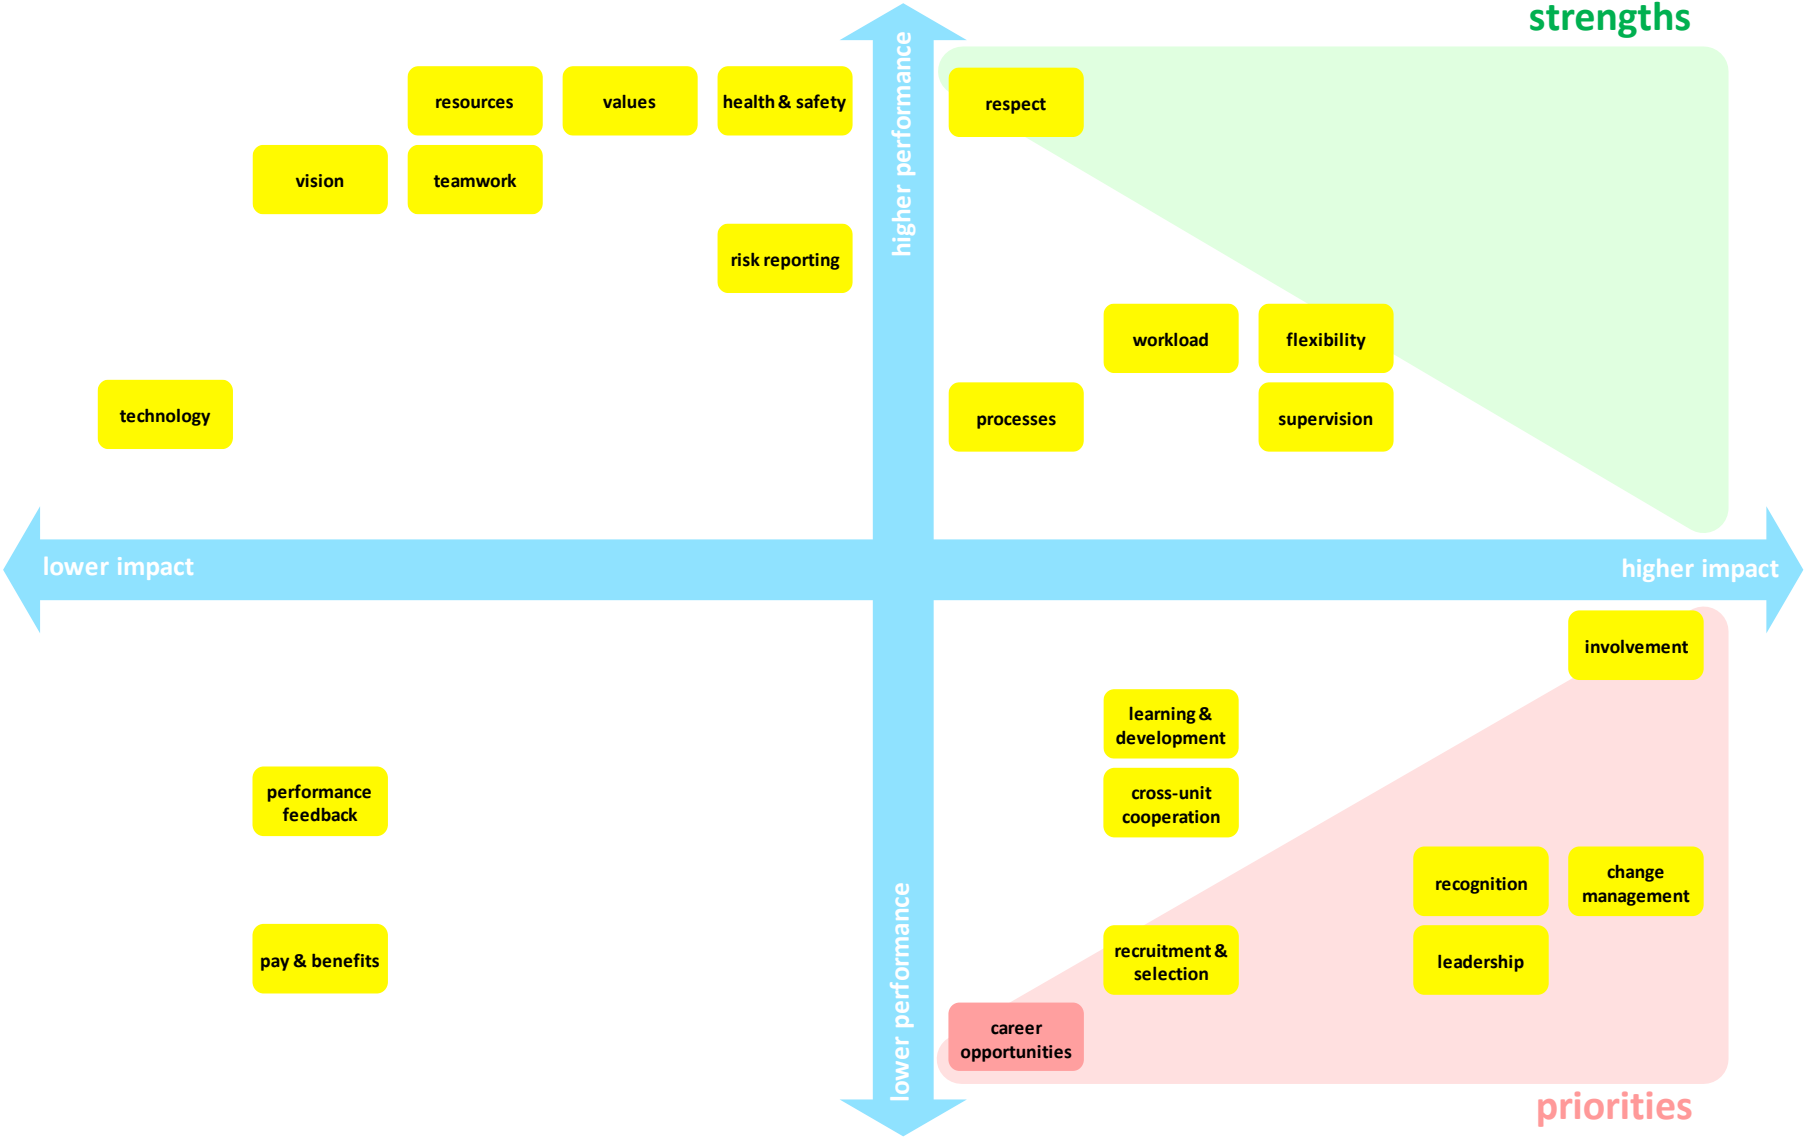 strengths
higher performance
resources
values
health & safety
respect
vision
teamwork
risk reporting
workload
flexibility
technology
processes
supervision
lower impact
higher impact
involvement
learning &
development
performance
feedback
cross-unit
cooperation
recognition
change
management
pay & benefits
recruitment &
selection
leadership
lower performance
career
opportunities
priorities